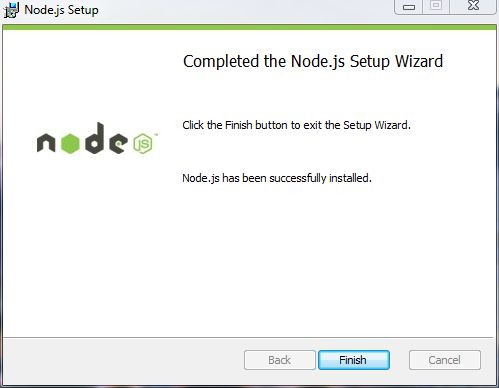 Node.js Setup
Completed the Node.js Setup Wizard
Click the Finish button to exit the Setup Wizard.
node JS™
Node.js has been successfully installed.
Back Finish Cancel